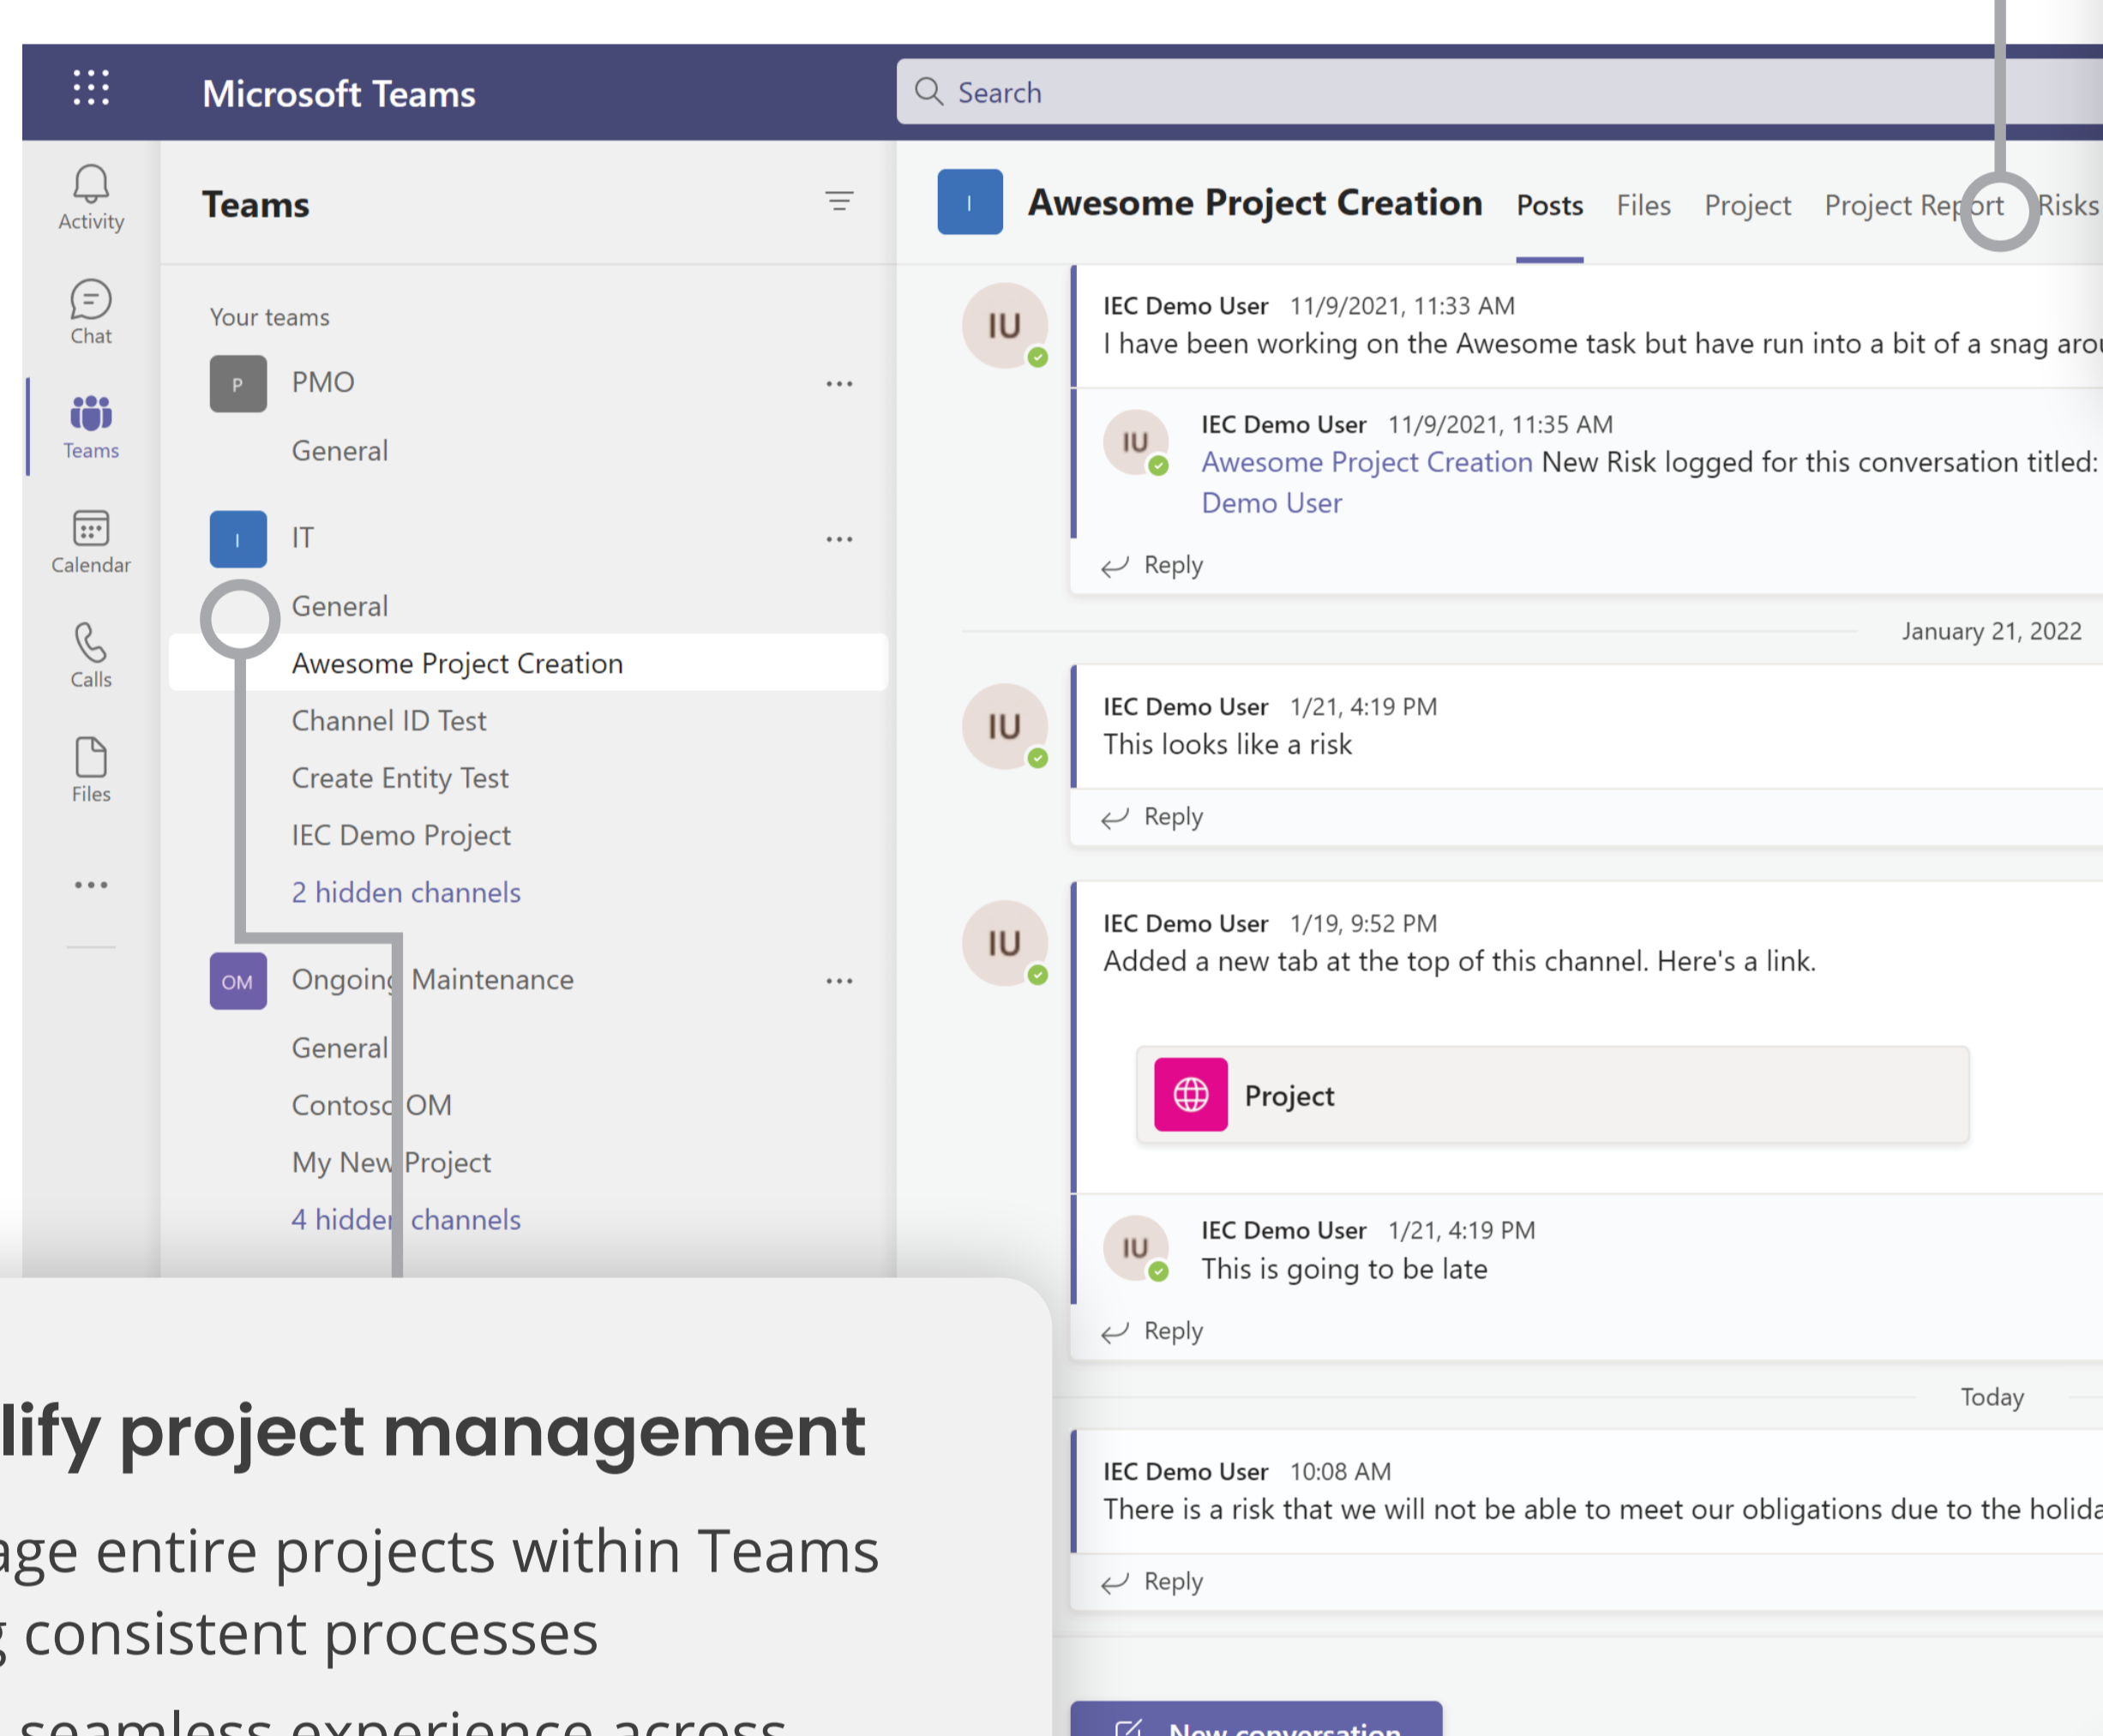 Microsoft Teams
Search
Activity
Chat
Teams
Calendar
Calls
Files
Teams
Your teams
P
PMO
General
I
IT
General
Awesome Project Creation
Channel ID Test
Create Entity Test
IEC Demo Project
2 hidden channels
OM
Ongoing Maintenance
General
Contoso OM
My New Project
4 hidden channels
I
Awesome Project Creation Posts Files Project Project Report Risks
IU
IEC Demo User 11/9/2021, 11:33 AM
I have been working on the Awesome task but have run into a bit of a snag
IU
IEC Demo User 11/9/2021, 11:35 AM
Awesome Project Creation New Risk logged for this conversation titled:
Demo User
Reply
January 21, 2022
IU
IEC Demo User 1/21, 4:19 PM
This looks like a risk
Reply
IU
IEC Demo User 1/19, 9:52 PM
Added a new tab at the top of this channel. Here's a link.
Project
IU
IEC Demo User 1/21, 4:19 PM
This is going to be late
Reply
Today
IEC Demo User 10:08 AM
There is a risk that we will not be able to meet our obligations due to the
Reply
New conversation
project management
entire projects within Teams
consistent processes
seamless experience across